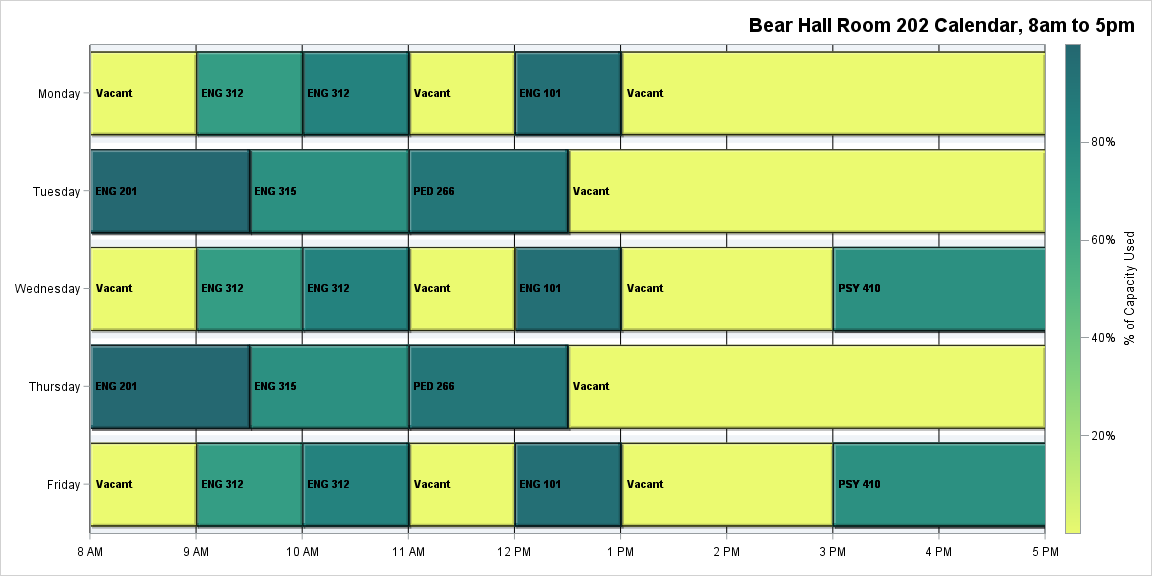 Bear Hall Room 202 Calendar, 8am to 5pm
Monday Vacant ENG 312 ENG 312 Vacant ENG 101 Vacant
80%
Tuesday ENG 201 ENG 315 PED 266 Vacant
60%
% of Capacity Used
Wednesday Vacant ENG 312 ENG 312 Vacant ENG 101 Vacant PSY 410
40%
Thursday ENG 201 ENG 315 PED 266 Vacant
20%
Friday Vacant ENG 312 ENG 312 Vacant ENG 101 Vacant PSY 410
8 AM 9 AM 10 AM 11 AM 12 PM 1 PM 2 PM 3 PM 4 PM 5 PM